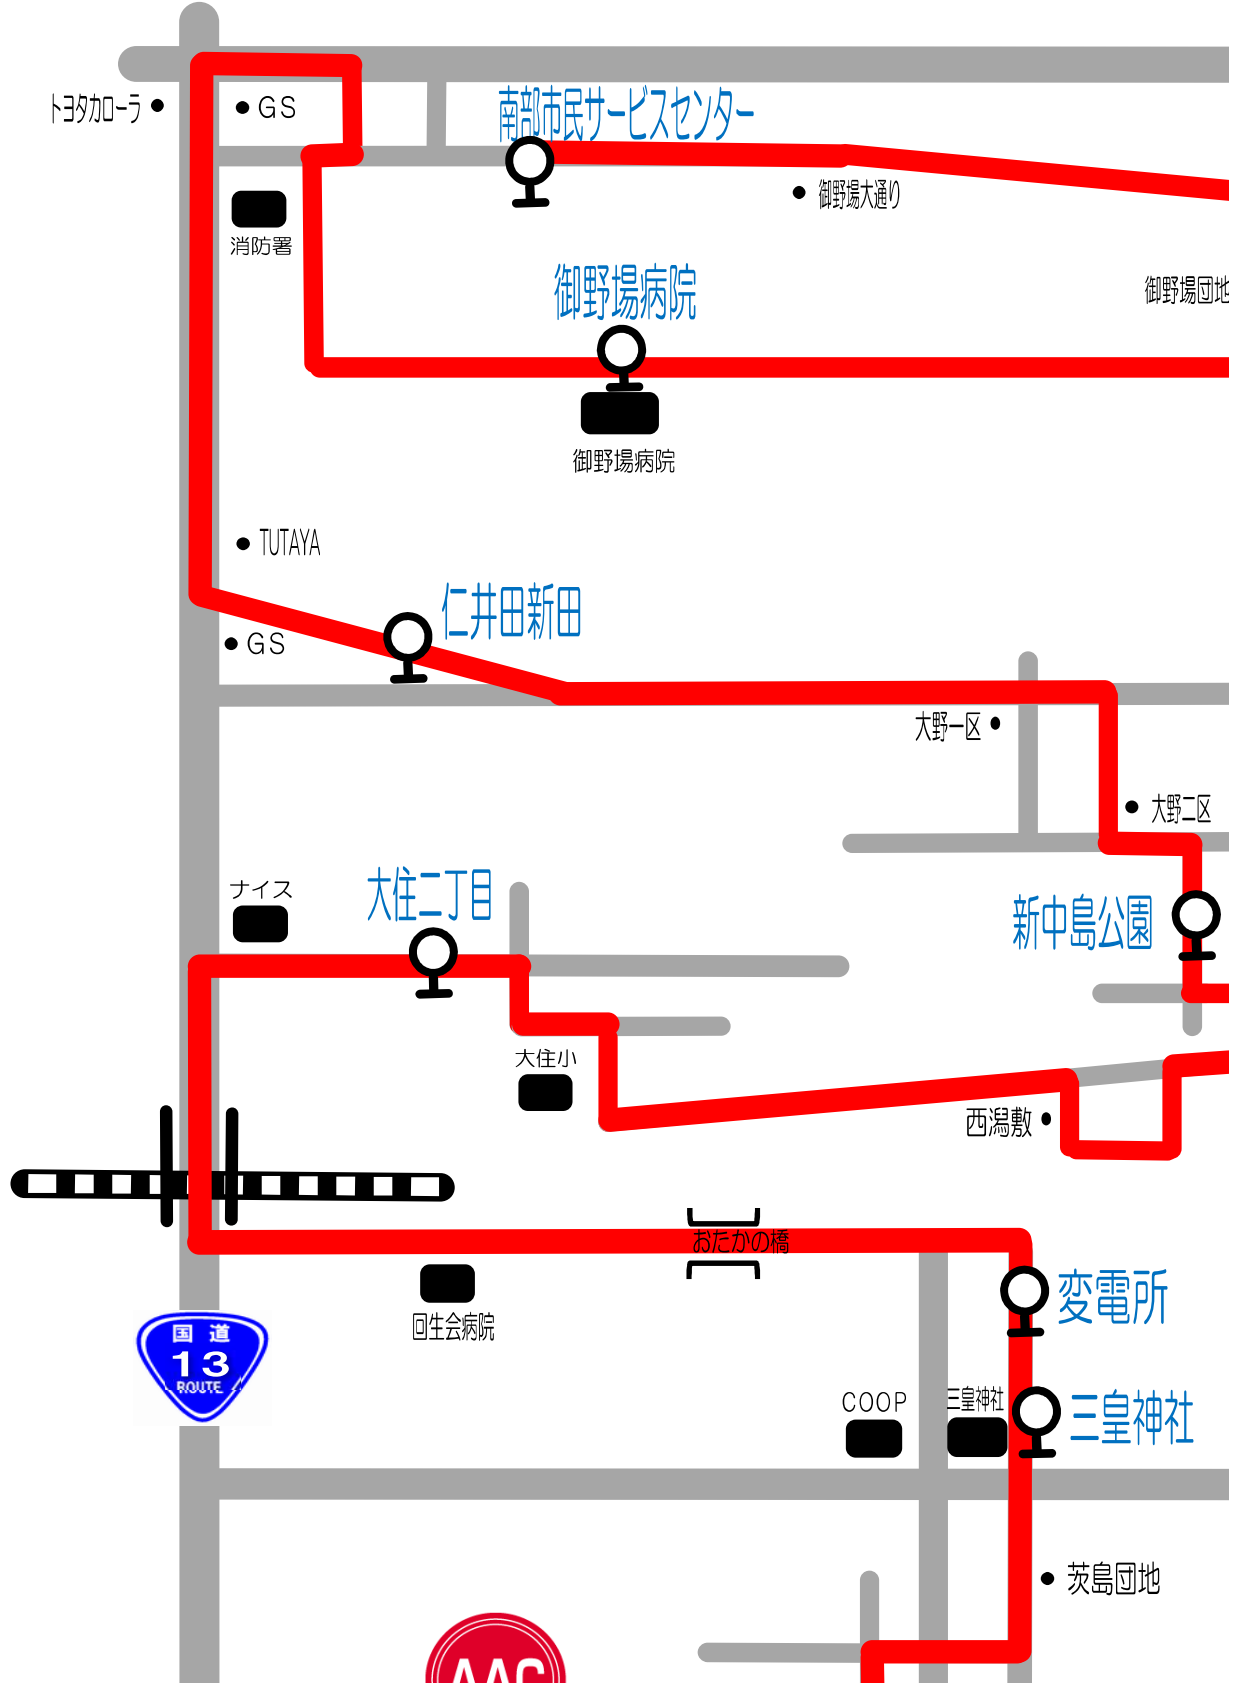 トヨタカローラ
GS
南部市民サービスセンター
御野場大通り
消防署
御野場病院
御野場団地
御野場病院
TUTAYA
仁井田新田
GS
大野一区
大野二区
ナイス
大住二丁目
新中島公園
大住小
西潟敷
おたかの橋
変電所
回生会病院
国道
13
ROUTE
COOP
三皇神社
三皇神社
茨島団地
AAC